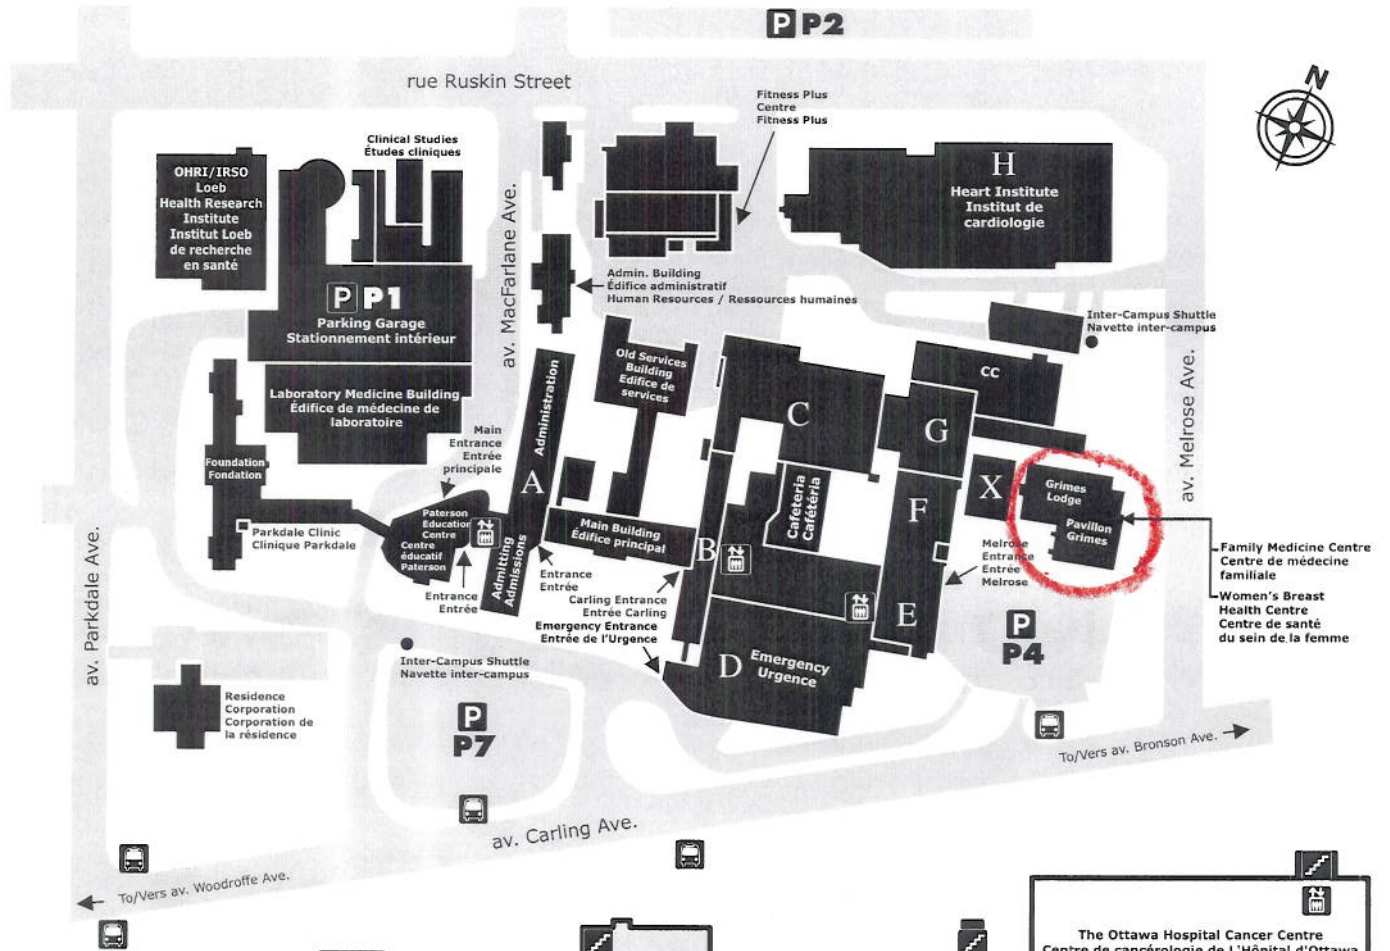 P P2
rue Ruskin Street
N
Fitness Plus
Centre
Fitness Plus
Clinical Studies
Études cliniques
OHRI/IRSO
Loeb
Health Research
Institute
Institut Loeb
de recherche
en santé
H
Heart Institute
Institut de
cardiologie
av. MacFarlane Ave.
Admin. Building
Édifice administratif
Human Resources / Ressources humaines
P P1
Parking Garage
Stationnement intérieur
Inter-Campus Shuttle
Navette inter-campus
av. Melrose Ave.
Old Services
Building
Edifice de
services
CC
Laboratory Medicine Building
Édifice de médecine de
laboratoire
Administration
A
Admitting
Admissions
C
G
Main
Entrance
Entrée
principale
Foundation
Fondation
X
Grimes
Lodge
Pavillon
Grimes
Cafeteria
Cafétéria
F
Paterson
Education
Centre
Centre
éducatif
Paterson
Parkdale Clinic
Clinique Parkdale
Main Building
Édifice principal
B
Melrose
Entrance
Entrée
Melrose
Family Medicine Centre
Centre de médecine
familiale
Women's Breast
Health Centre
Centre de santé
du sein de la femme
av. Parkdale Ave.
Entrance
Entrée
Entrance
Entrée
Carling Entrance
Entrée Carling
Emergency Entrance
Entrée de l'Urgence
E
P
P4
D
Emergency
Urgence
Inter-Campus Shuttle
Navette inter-campus
Residence
Corporation
Corporation de
la résidence
P
P7
To/Vers av. Bronson Ave.
av. Carling Ave.
To/Vers av. Woodroffe Ave.
The Ottawa Hospital Cancer Centre
Centre de cancérologie de L'Hôpital d'Ottawa